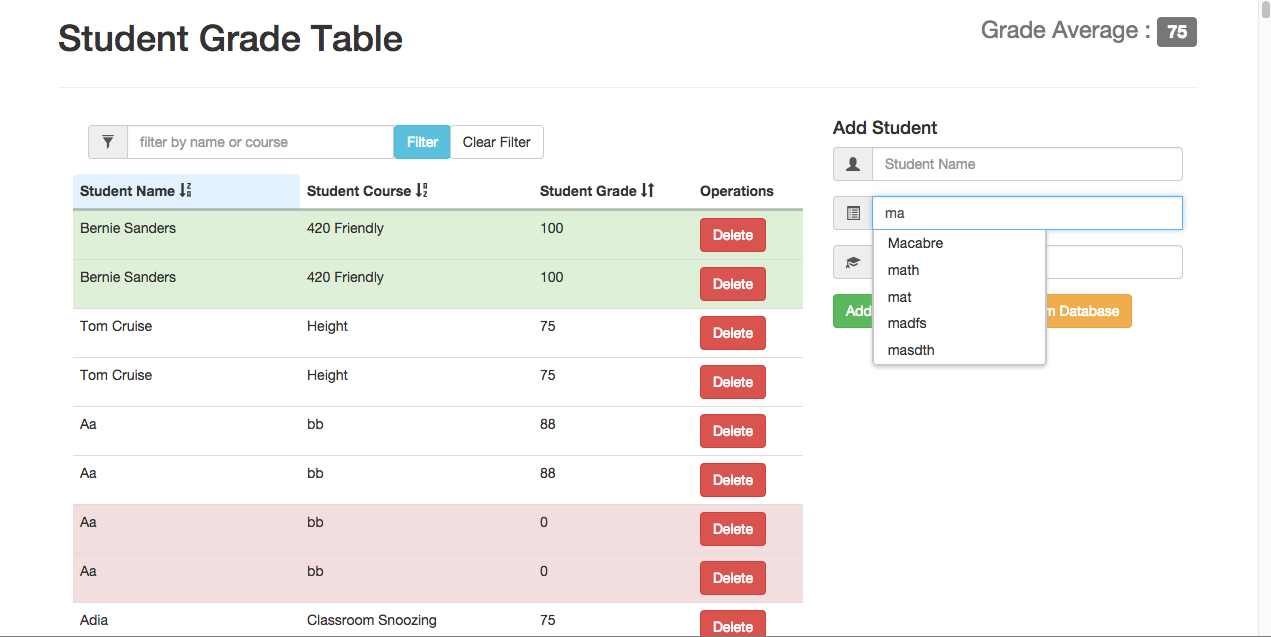 Student Grade Table
Grade Average : 75
filter by name or course Filter Clear Filter
Student Name Student Course Student Grade Operations
Bernie Sanders 420 Friendly 100 Delete
Bernie Sanders 420 Friendly 100 Delete
Tom Cruise Height 75 Delete
Tom Cruise Height 75 Delete
Aa bb 88 Delete
Aa bb 88 Delete
Aa bb 0 Delete
Aa bb 0 Delete
Adia Classroom Snoozing 75 Delete
Add Student
Student Name
ma
Macabre
math
mat
madfs
masdth
Add
Database